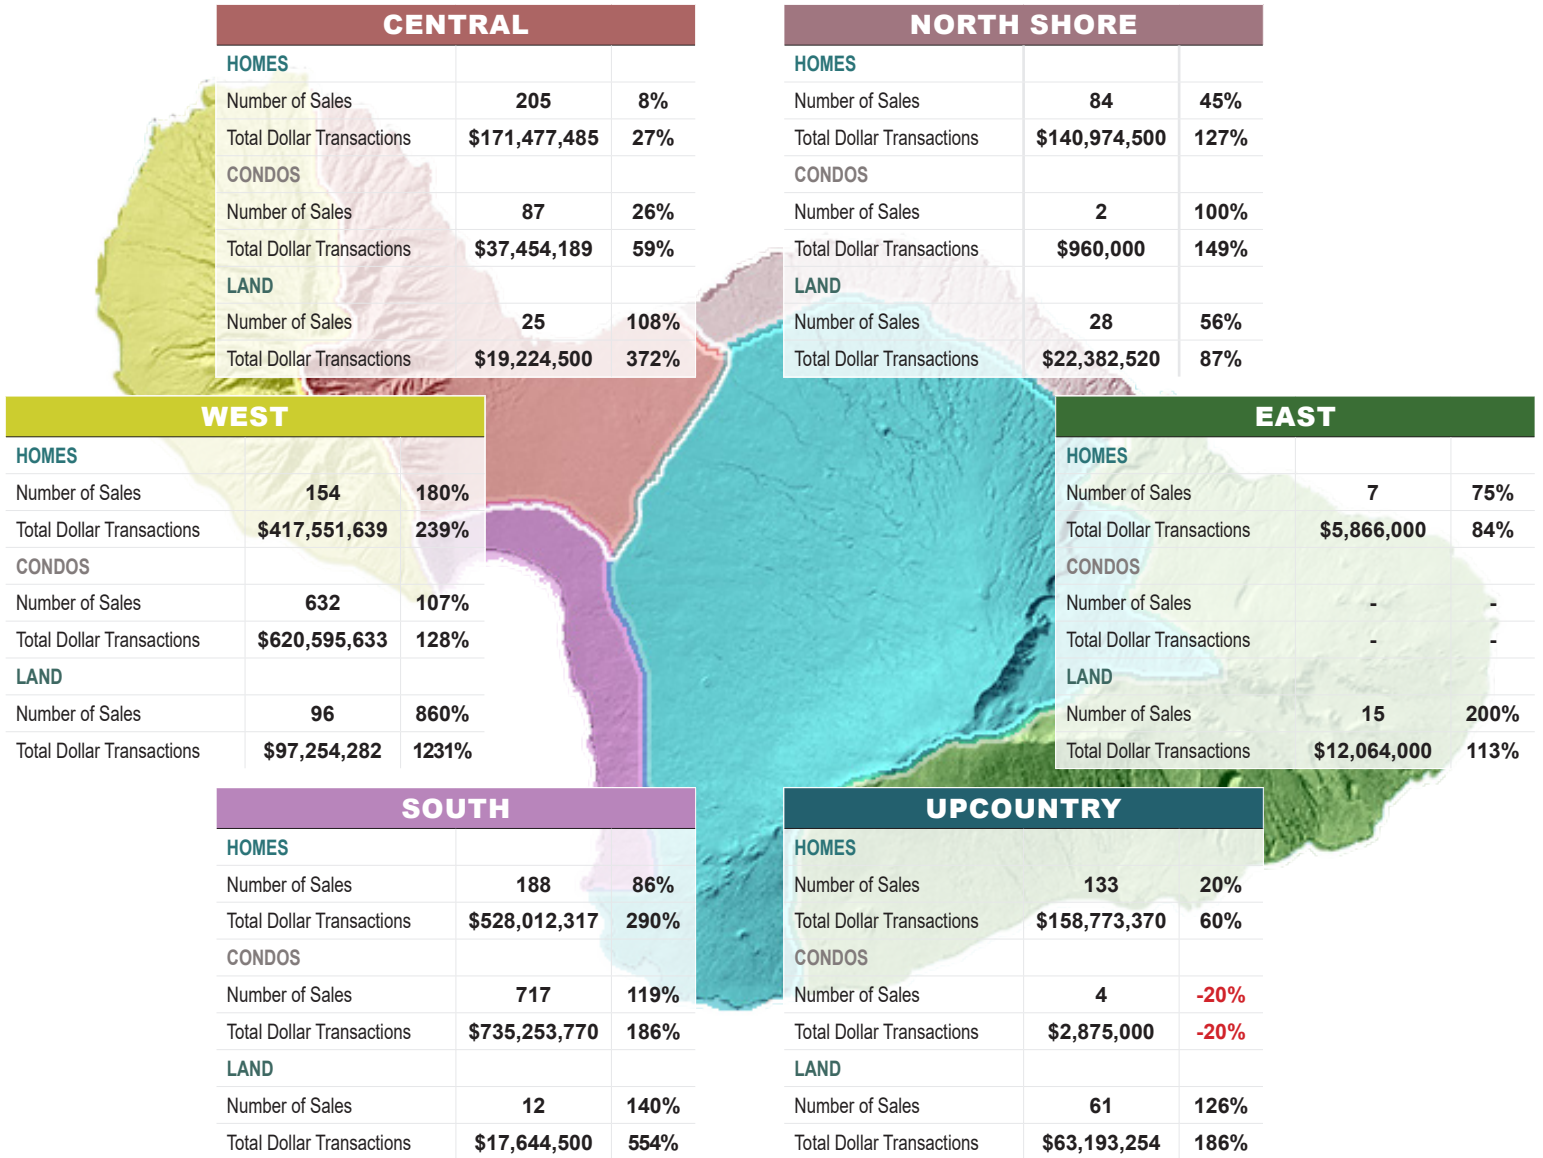 CENTRAL
HOMES
Number of Sales 205 8%
Total Dollar Transactions $171,477,485 27%
CONDOS
Number of Sales 87 26%
Total Dollar Transactions $37,454,189 59%
LAND
Number of Sales 25 108%
Total Dollar Transactions $19,224,500 372%
NORTH SHORE
HOMES
Number of Sales 84 45%
Total Dollar Transactions $140,974,500 127%
CONDOS
Number of Sales 2 100%
Total Dollar Transactions $960,000 149%
LAND
Number of Sales 28 56%
Total Dollar Transactions $22,382,520 87%
WEST
HOMES
Number of Sales 154 180%
Total Dollar Transactions $417,551,639 239%
CONDOS
Number of Sales 632 107%
Total Dollar Transactions $620,595,633 128%
LAND
Number of Sales 96 860%
Total Dollar Transactions $97,254,282 1231%
EAST
HOMES
Number of Sales 7 75%
Total Dollar Transactions $5,866,000 84%
CONDOS
Number of Sales - -
Total Dollar Transactions - -
LAND
Number of Sales 15 200%
Total Dollar Transactions $12,064,000 113%
SOUTH
HOMES
Number of Sales 188 86%
Total Dollar Transactions $528,012,317 290%
CONDOS
Number of Sales 717 119%
Total Dollar Transactions $735,253,770 186%
LAND
Number of Sales 12 140%
Total Dollar Transactions $17,644,500 554%
UPCOUNTRY
HOMES
Number of Sales 133 20%
Total Dollar Transactions $158,773,370 60%
CONDOS
Number of Sales 4 -20%
Total Dollar Transactions $2,875,000 -20%
LAND
Number of Sales 61 126%
Total Dollar Transactions $63,193,254 186%